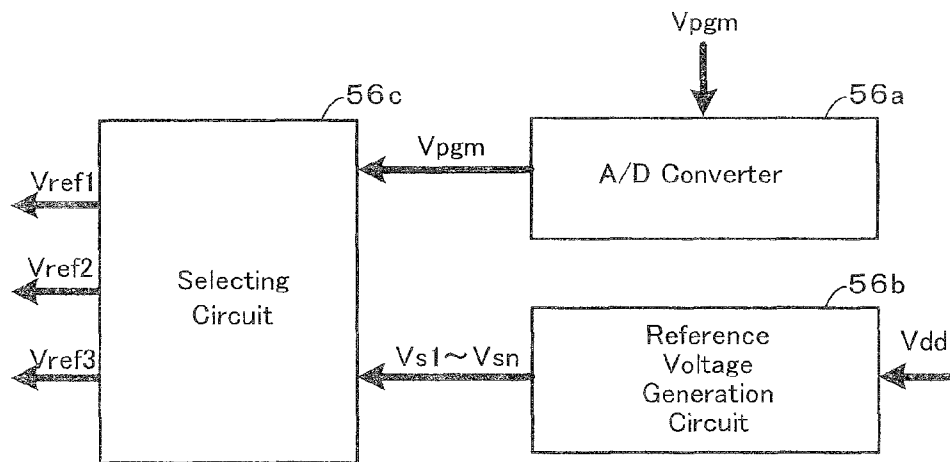 Vpgm
56c
56a
Vpgm
A/D Converter
Vref1
Vref2
Selecting
Circuit
56b
Vref3
Vs1~Vsn
Reference
Voltage
Generation
Circuit
Vdd